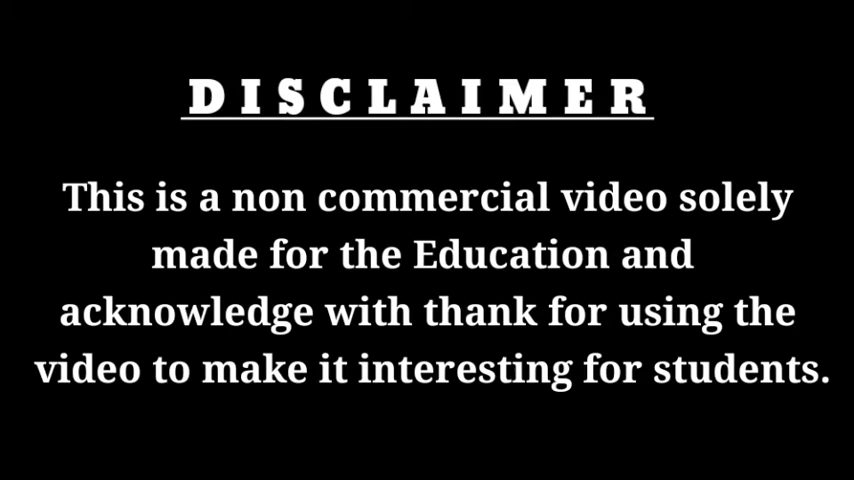 DISCLAIMER
This is a non commercial video solely
made for the Education and
acknowledge with thank for using the
video to make it interesting for students.